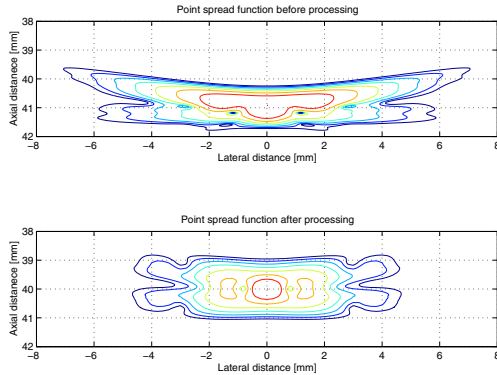 Point spread function before processing
38
39
40
41
42
−8 −6 −4 −2 0 2 4 6 8
Axial distanece [mm]
Lateral distance [mm]
Point spread function after processing
38
39
40
41
42
−8 −6 −4 −2 0 2 4 6 8
Axial distanece [mm]
Lateral distance [mm]